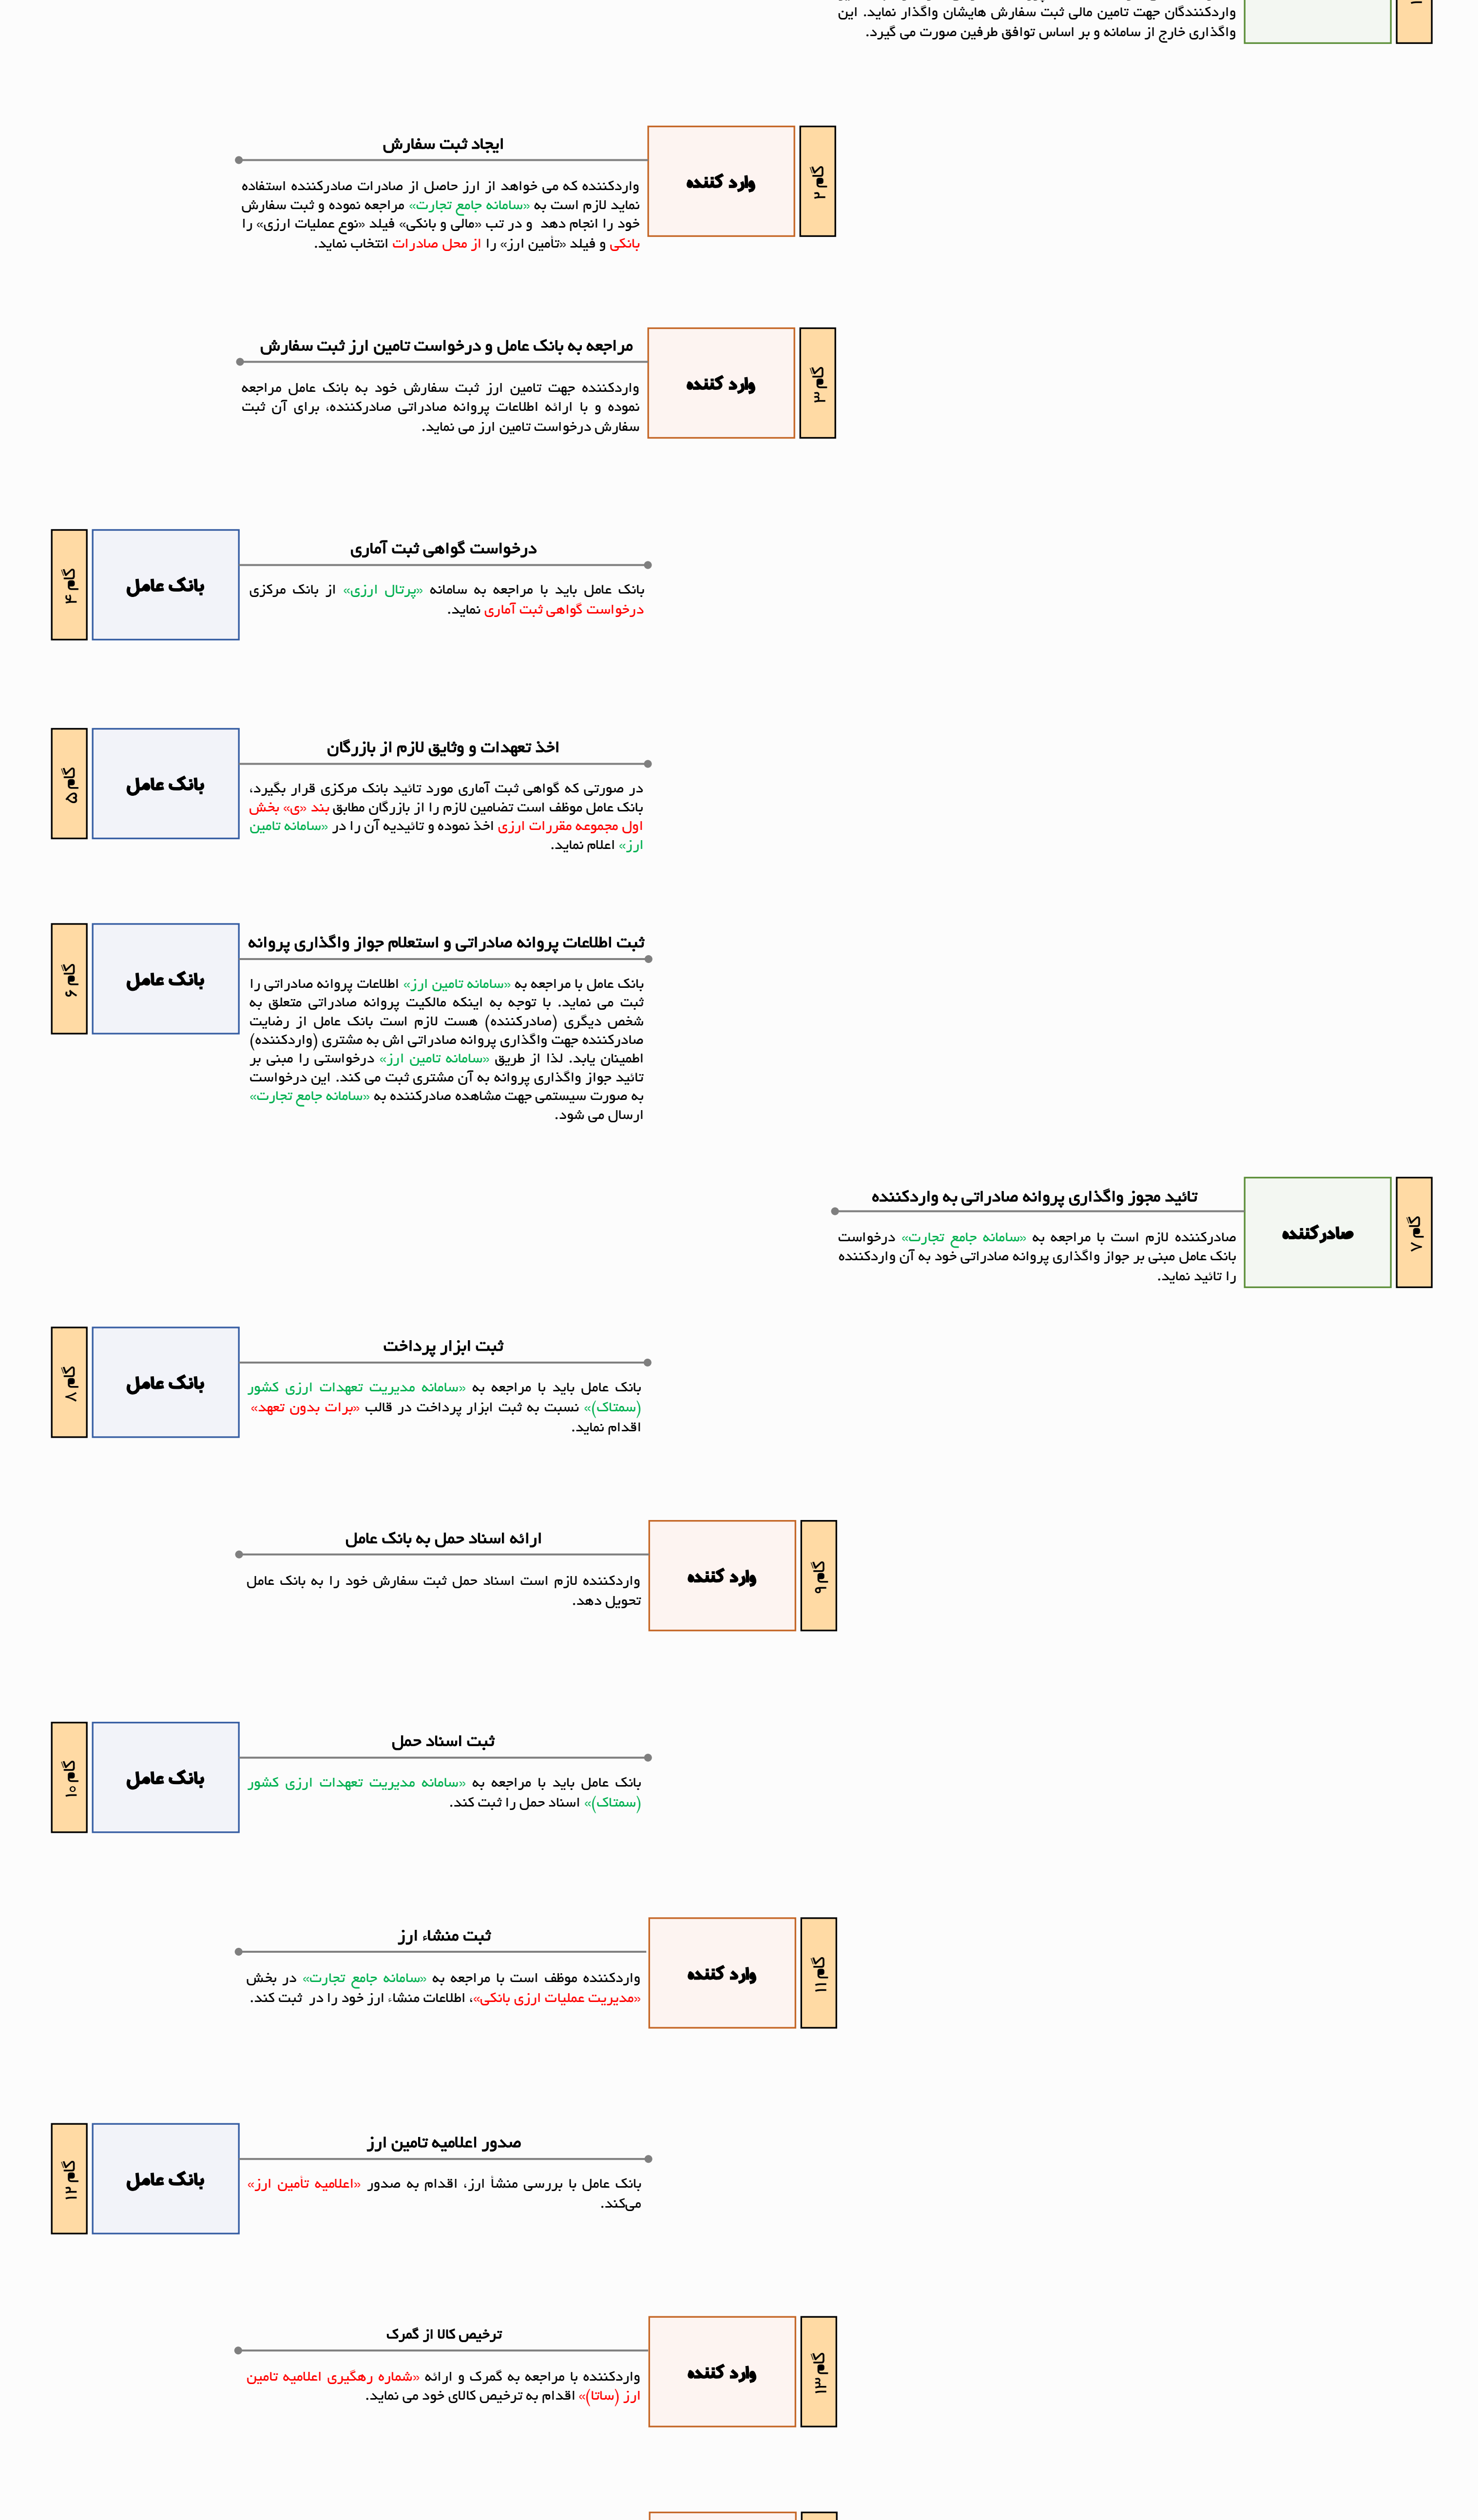 واردکنندگان جهت تامین مالی ثبت سفارش هایشان واگذار نماید. این
واگذاری خارج از سامانه و بر اساس توافق طرفین صورت می گیرد.
گام ۲
وارد کننده
ایجاد ثبت سفارش
واردکننده که می خواهد از ارز حاصل از صادرات صادرکننده استفاده
نماید لازم است به «سامانه جامع تجارت» مراجعه نموده و ثبت سفارش
خود را انجام دهد و در تب «مالی و بانکی» فیلد «نوع عملیات ارزی» را
بانکی و فیلد «تأمین ارز» را از محل صادرات انتخاب نماید.
گام ۳
وارد کننده
مراجعه به بانک عامل و درخواست تامین ارز ثبت سفارش
واردکننده جهت تامین ارز ثبت سفارش خود به بانک عامل مراجعه
نموده و با ارائه اطلاعات پروانه صادراتی صادرکننده، برای آن ثبت
سفارش درخواست تامین ارز می نماید.
درخواست گواهی ثبت آماری
بانک عامل باید با مراجعه به سامانه «پرتال ارزی» از بانک مرکزی
درخواست گواهی ثبت آماری نماید.
بانک عامل
گام ۴
اخذ تعهدات و وثایق لازم از بازرگان
در صورتی که گواهی ثبت آماری مورد تائید بانک مرکزی قرار بگیرد،
بانک عامل موظف است تضامین لازم را از بازرگان مطابق بند «ی» بخش
اول مجموعه مقررات ارزی اخذ نموده و تائیدیه آن را در «سامانه تامین
ارز» اعلام نماید.
بانک عامل
گام ۵
ثبت اطلاعات پروانه صادراتی و استعلام جواز واگذاری پروانه
بانک عامل با مراجعه به «سامانه تامین ارز» اطلاعات پروانه صادراتی را
ثبت می نماید. با توجه به اینکه مالکیت پروانه صادراتی متعلق به
شخص دیگری (صادرکننده) هست لازم است بانک عامل از رضایت
صادرکننده جهت واگذاری پروانه صادراتی اش به مشتری (واردکننده)
اطمینان یابد. لذا از طریق «سامانه تامین ارز» درخواستی را مبنی بر
تائید جواز واگذاری پروانه به آن مشتری ثبت می کند. این درخواست
به صورت سیستمی جهت مشاهده صادرکننده به «سامانه جامع تجارت»
ارسال می شود.
بانک عامل
گام ۶
گام ۷
صادرکننده
تائید مجوز واگذاری پروانه صادراتی به واردکننده
صادرکننده لازم است با مراجعه به «سامانه جامع تجارت» درخواست
بانک عامل مبنی بر جواز واگذاری پروانه صادراتی خود به آن واردکننده
را تائید نماید.
ثبت ابزار پرداخت
بانک عامل باید با مراجعه به «سامانه مدیریت تعهدات ارزی کشور
(سمتاک)» نسبت به ثبت ابزار پرداخت در قالب «برات بدون تعهد»
اقدام نماید.
بانک عامل
گام ۸
گام ۹
وارد کننده
ارائه اسناد حمل به بانک عامل
واردکننده لازم است اسناد حمل ثبت سفارش خود را به بانک عامل
تحویل دهد.
ثبت اسناد حمل
بانک عامل باید با مراجعه به «سامانه مدیریت تعهدات ارزی کشور
(سمتاک)» اسناد حمل را ثبت کند.
بانک عامل
گام ۱۰
گام ۱۱
وارد کننده
ثبت منشاء ارز
واردکننده موظف است با مراجعه به «سامانه جامع تجارت» در بخش
«مدیریت عملیات ارزی بانکی»، اطلاعات منشاء ارز خود را در ثبت کند.
صدور اعلامیه تامین ارز
بانک عامل با بررسی منشأ ارز، اقدام به صدور «اعلامیه تأمین ارز»
می‌کند.
بانک عامل
گام ۱۲
گام ۱۳
وارد کننده
ترخیص کالا از گمرک
واردکننده با مراجعه به گمرک و ارائه «شماره رهگیری اعلامیه تامین
ارز (ساتا)» اقدام به ترخیص کالای خود می نماید.